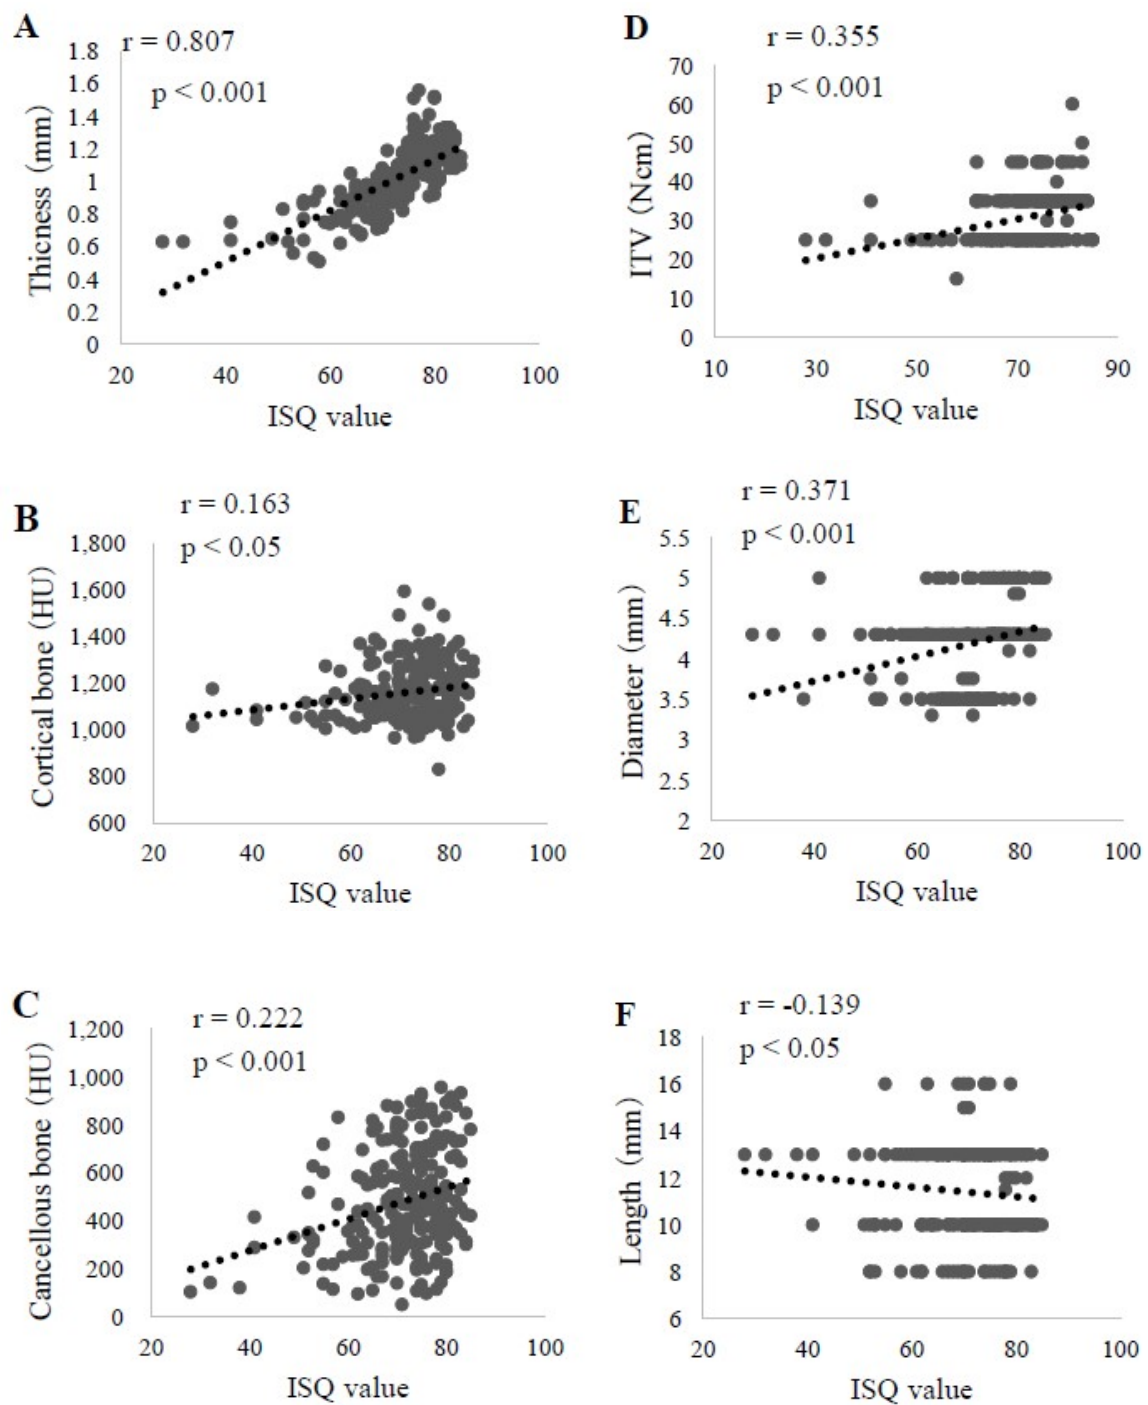 A
r = 0.807
p < 0.001
Thicness (mm)
1.8
1.6
1.4
1.2
1
0.8
0.6
0.4
0.2
0
20
40
60
80
100
ISQ value
D
r = 0.355
p < 0.001
ITV (Ncm)
70
60
50
40
30
20
10
0
10
30
50
70
90
ISQ value
B
r = 0.163
p < 0.05
Cortical bone (HU)
1,800
1,600
1,400
1,200
1,000
800
600
20
40
60
80
100
ISQ value
E
r = 0.371
p < 0.001
Diameter (mm)
5.5
5
4.5
4
3.5
3
2.5
2
20
40
60
80
100
ISQ value
C
r = 0.222
p < 0.001
Cancellous bone (HU)
1,200
1,000
800
600
400
200
0
20
40
60
80
100
ISQ value
F
r = -0.139
p < 0.05
Length (mm)
18
16
14
12
10
8
6
20
40
60
80
100
ISQ value